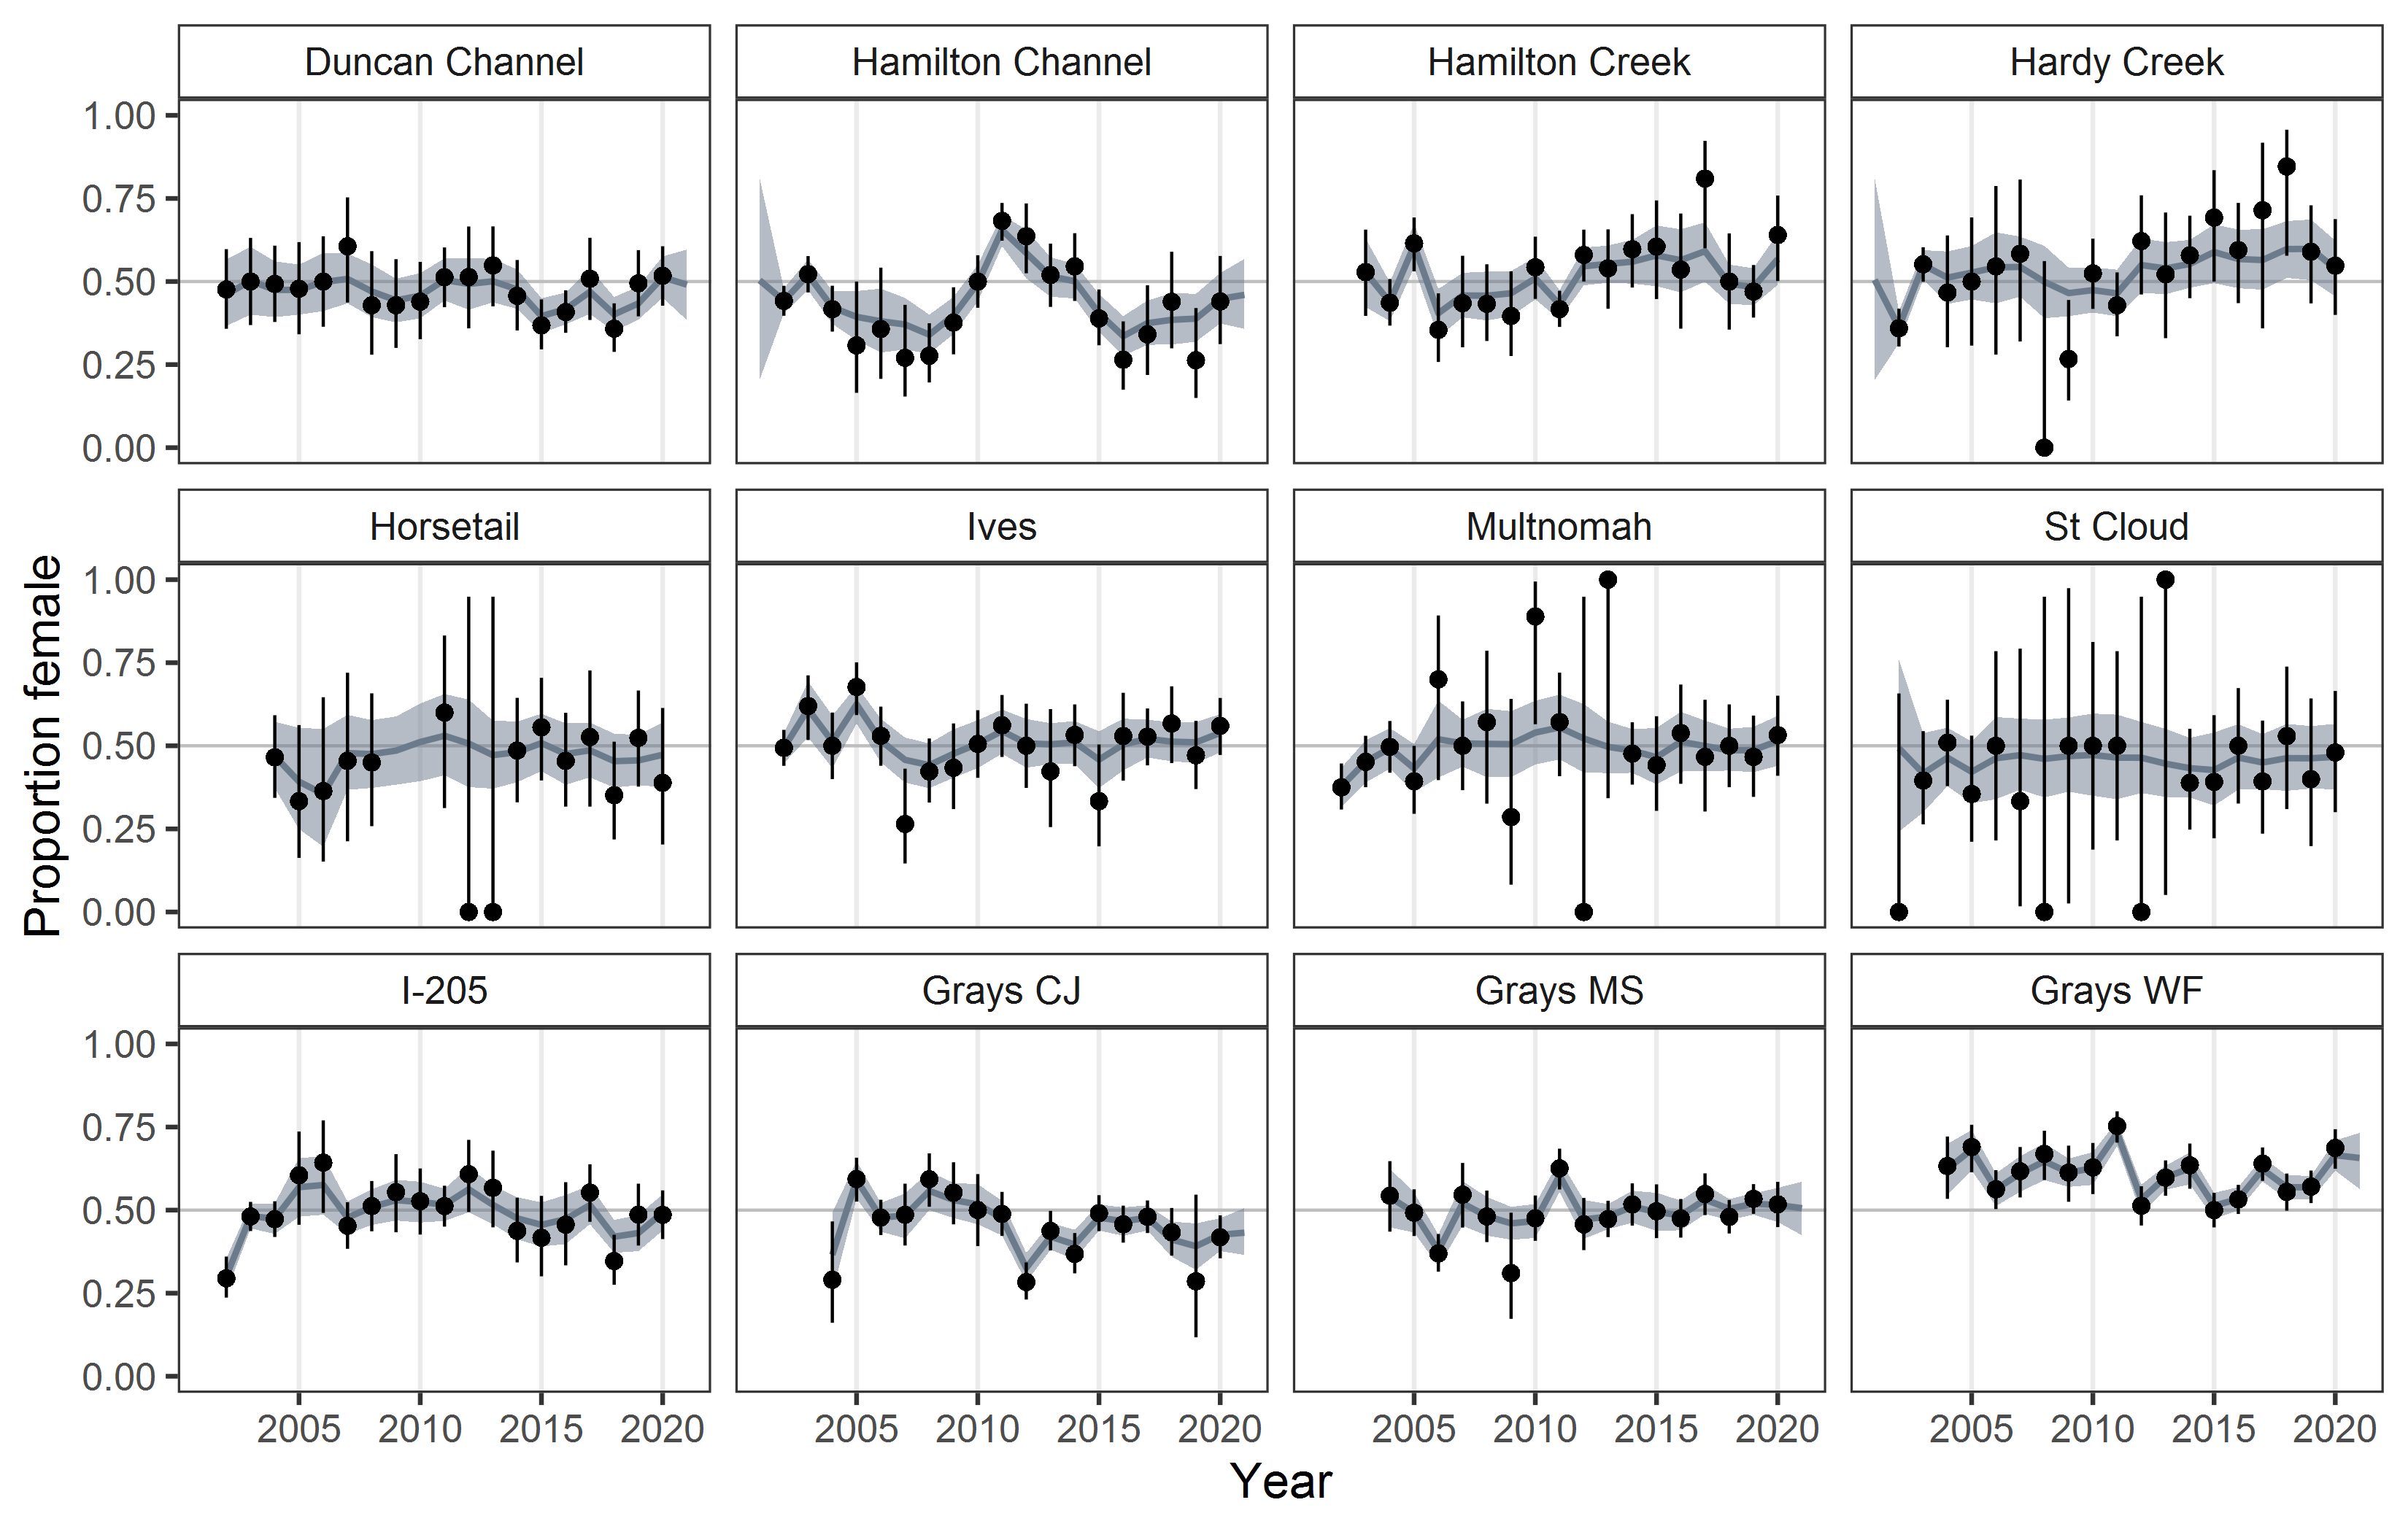 Duncan Channel Hamilton Channel Hamilton Creek Hardy Creek
1.00
0.75
0.50
0.25
0.00
Horsetail Ives Multnomah St Cloud
1.00
0.75
0.50
0.25
0.00
Proportion female
I-205 Grays CJ Grays MS Grays WF
1.00
0.75
0.50
0.25
0.00
2005 2010 2015 2020 2005 2010 2015 2020 2005 2010 2015 2020 2005 2010 2015 2020
Year